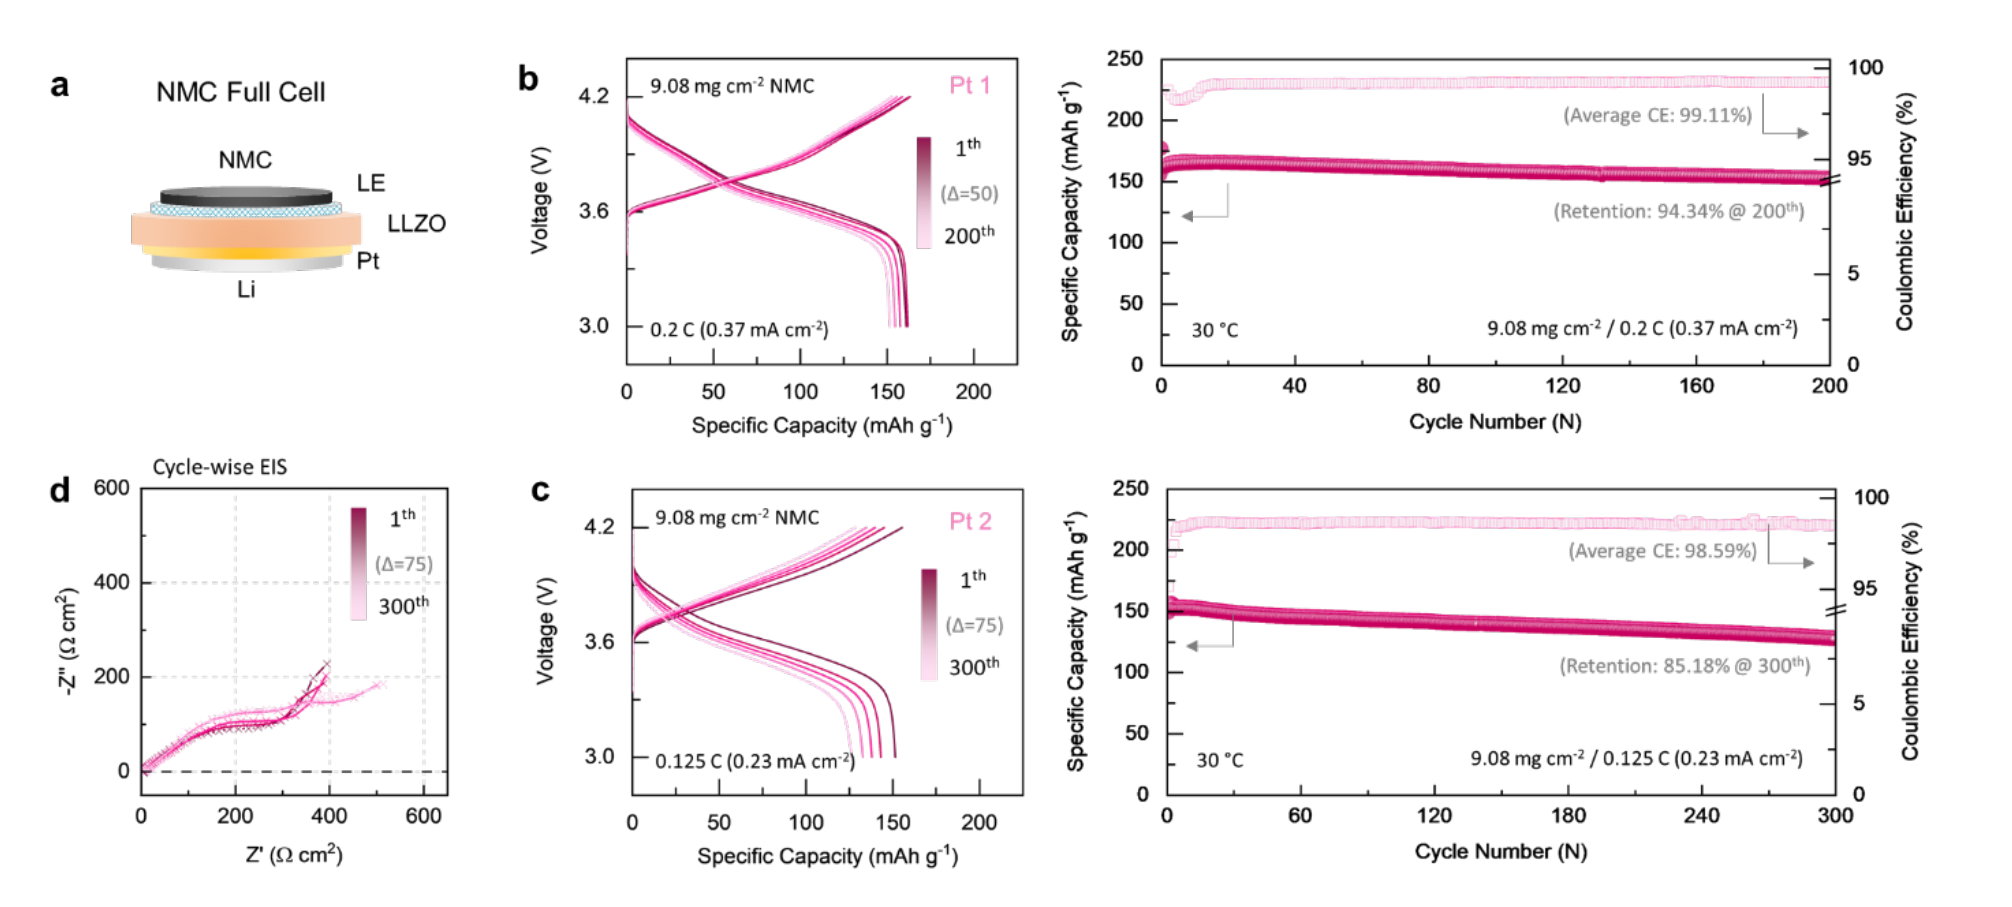 a
NMC Full Cell
NMC
LE
LLZO
Pt
Li
b
9.08 mg cm⁻² NMC
Pt 1
1ᵗʰ
(Δ=50)
200ᵗʰ
0.2 C (0.37 mA cm⁻²)
4.2
3.6
3.0
Voltage (V)
0 50 100 150 200
Specific Capacity (mAh g⁻¹)
250
200
150
100
50
0
Specific Capacity (mAh g⁻¹)
(Average CE: 99.11%)
(Retention: 94.34% @ 200ᵗʰ)
30 °C
9.08 mg cm⁻² / 0.2 C (0.37 mA cm⁻²)
100
95
5
0
Coulombic Efficiency (%)
0 40 80 120 160 200
Cycle Number (N)
d
Cycle-wise EIS
600
400
200
0
-Z'' (Ω cm²)
1ᵗʰ
(Δ=75)
300ᵗʰ
0 200 400 600
Z' (Ω cm²)
c
9.08 mg cm⁻² NMC
Pt 2
1ᵗʰ
(Δ=75)
300ᵗʰ
0.125 C (0.23 mA cm⁻²)
4.2
3.6
3.0
Voltage (V)
0 50 100 150 200
Specific Capacity (mAh g⁻¹)
250
200
150
100
50
0
Specific Capacity (mAh g⁻¹)
(Average CE: 98.59%)
(Retention: 85.18% @ 300ᵗʰ)
30 °C
9.08 mg cm⁻² / 0.125 C (0.23 mA cm⁻²)
100
95
5
0
Coulombic Efficiency (%)
0 60 120 180 240 300
Cycle Number (N)